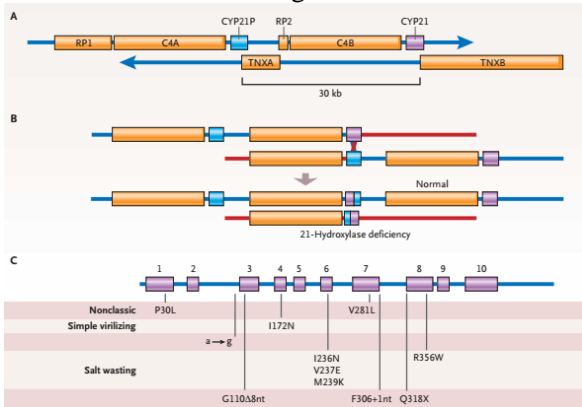 A
CYP21P RP2 CYP21
RP1 C4A C4B
TNXA TNXB
30 kb
B
Normal
21-Hydroxylase deficiency
C
1 2 3 4 5 6 7 8 9 10
Nonclassic P30L V281L
Simple virilizing I172N
a→g
I236N R356W
Salt wasting V237E
M239K
G110Δ8nt F306+1nt Q318X